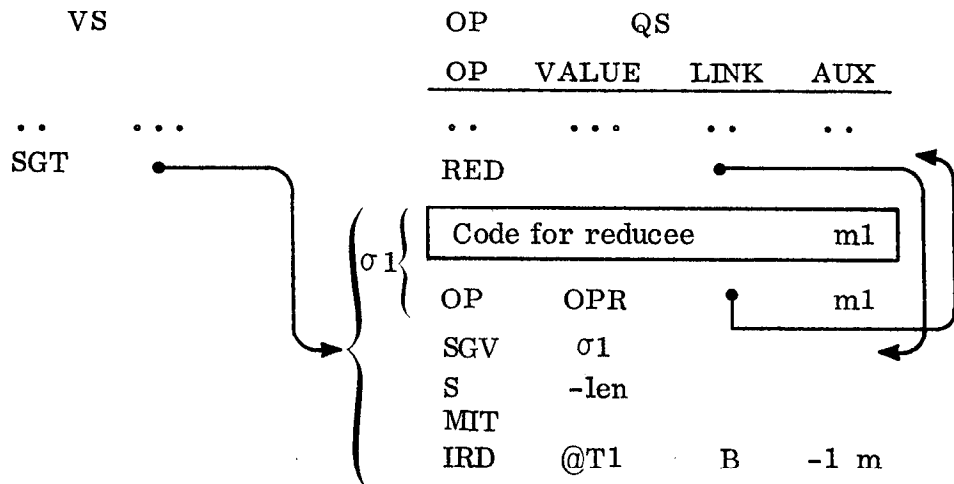 VS OP QS
OP VALUE LINK AUX
.. ... .. ... .. ..
SGT RED
Code for reducee m1
σ1
OP OPR m1
SGV σ1
S -len
MIT
IRD @T1 B -1 m